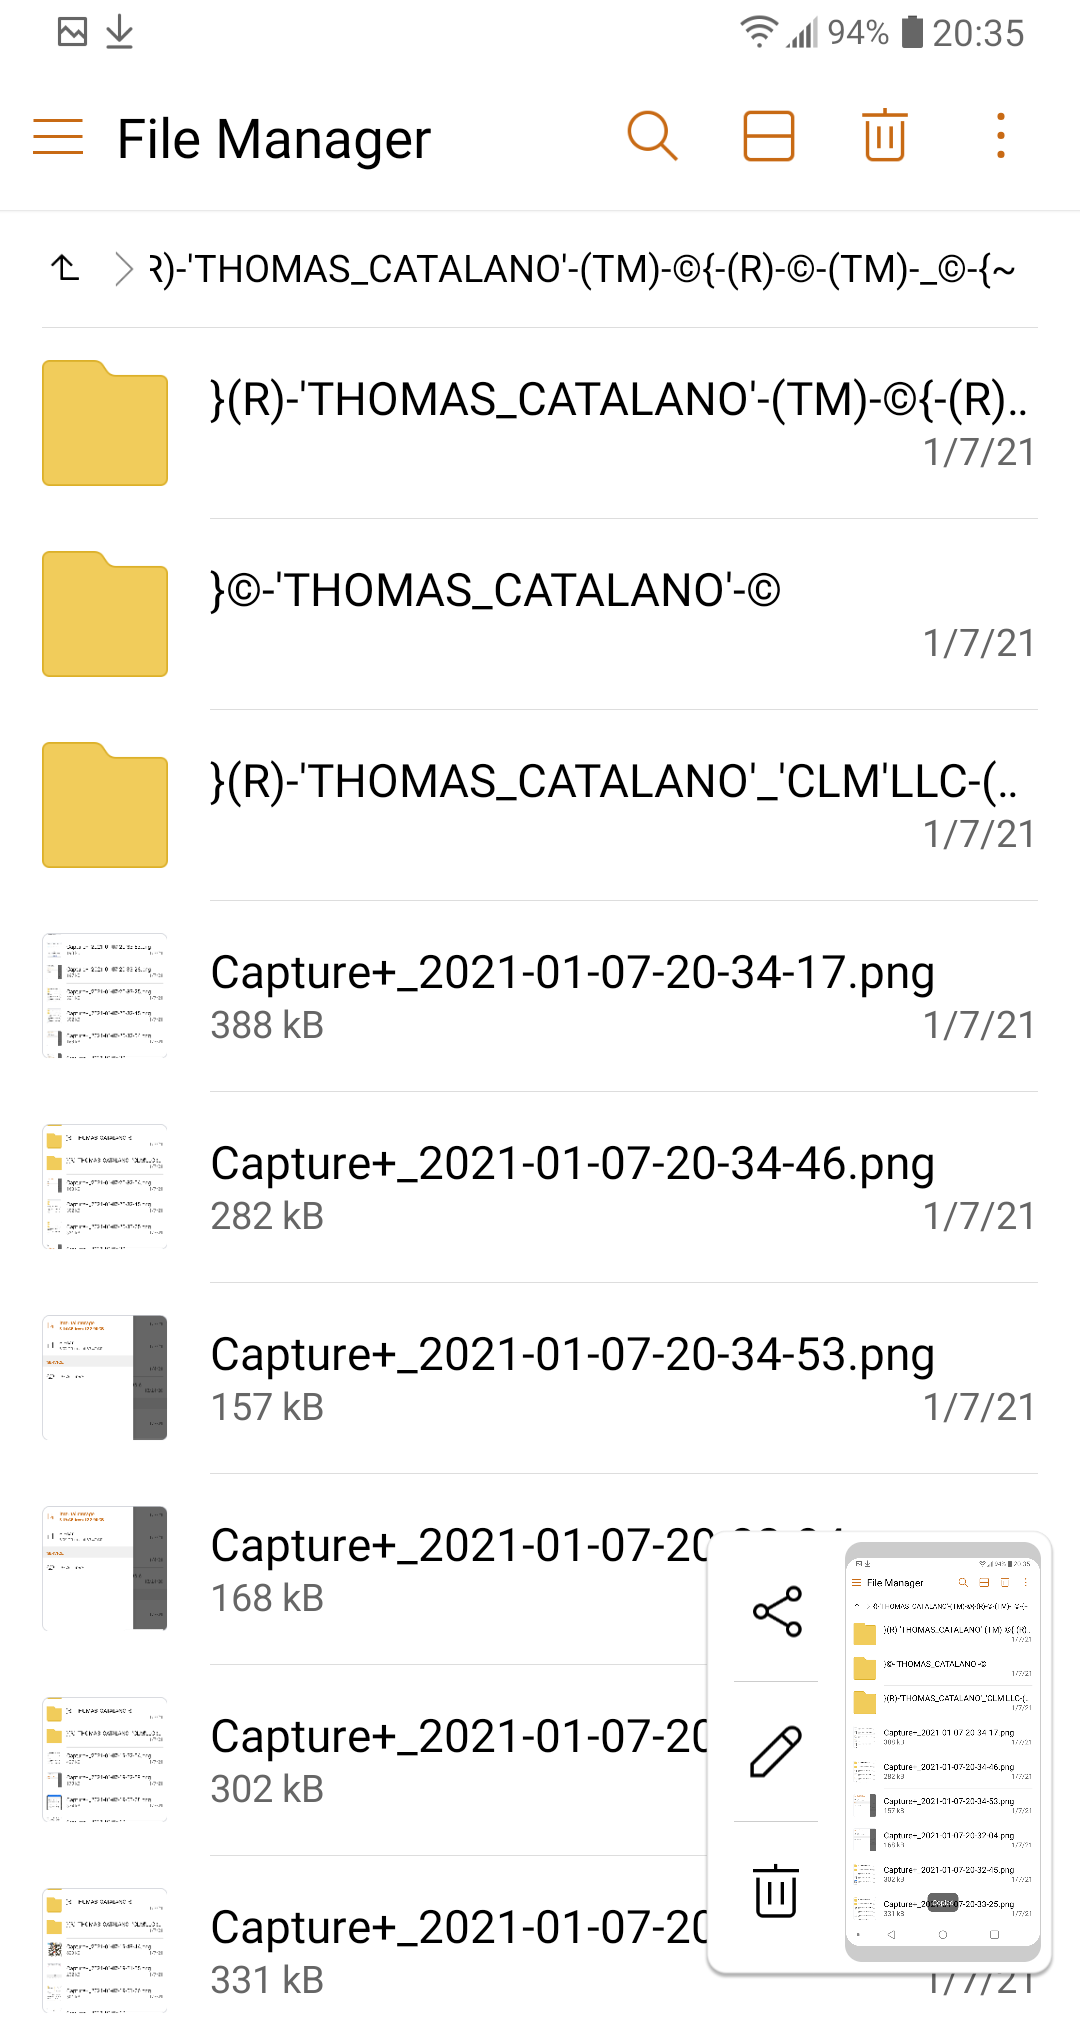 94% 20:35
File Manager
R)-'THOMAS_CATALANO'-(TM)-©{-(R)-©-(TM)-_©-{~
}(R)-'THOMAS_CATALANO'-(TM)-©{-(R)..
1/7/21
}©-'THOMAS_CATALANO'-©
1/7/21
}(R)-'THOMAS_CATALANO'_'CLM'LLC-(..
1/7/21
Capture+_2021-01-07-20-34-17.png
388 kB 1/7/21
Capture+_2021-01-07-20-34-46.png
282 kB 1/7/21
Capture+_2021-01-07-20-34-53.png
157 kB 1/7/21
Capture+_2021-01-07-20
168 kB
Capture+_2021-01-07-20
302 kB
Capture+_2021-01-07-20
331 kB 1/7/21
File Manager
}(R)-'THOMAS_CATALANO'-(TM)-©{-(R)..
1/7/21
}©-'THOMAS_CATALANO'-©
1/7/21
}(R)-'THOMAS_CATALANO'_'CLM'LLC-(..
1/7/21
Capture+_2021-01-07-20-34-17.png
388 kB 1/7/21
Capture+_2021-01-07-20-34-46.png
282 kB 1/7/21
Capture+_2021-01-07-20-34-53.png
157 kB 1/7/21
Capture+_2021-01-07-20-32-04.png
168 kB 1/7/21
Capture+_2021-01-07-20-32-45.png
302 kB 1/7/21
Capture+_2021-01-07-20-33-25.png
331 kB 1/7/21